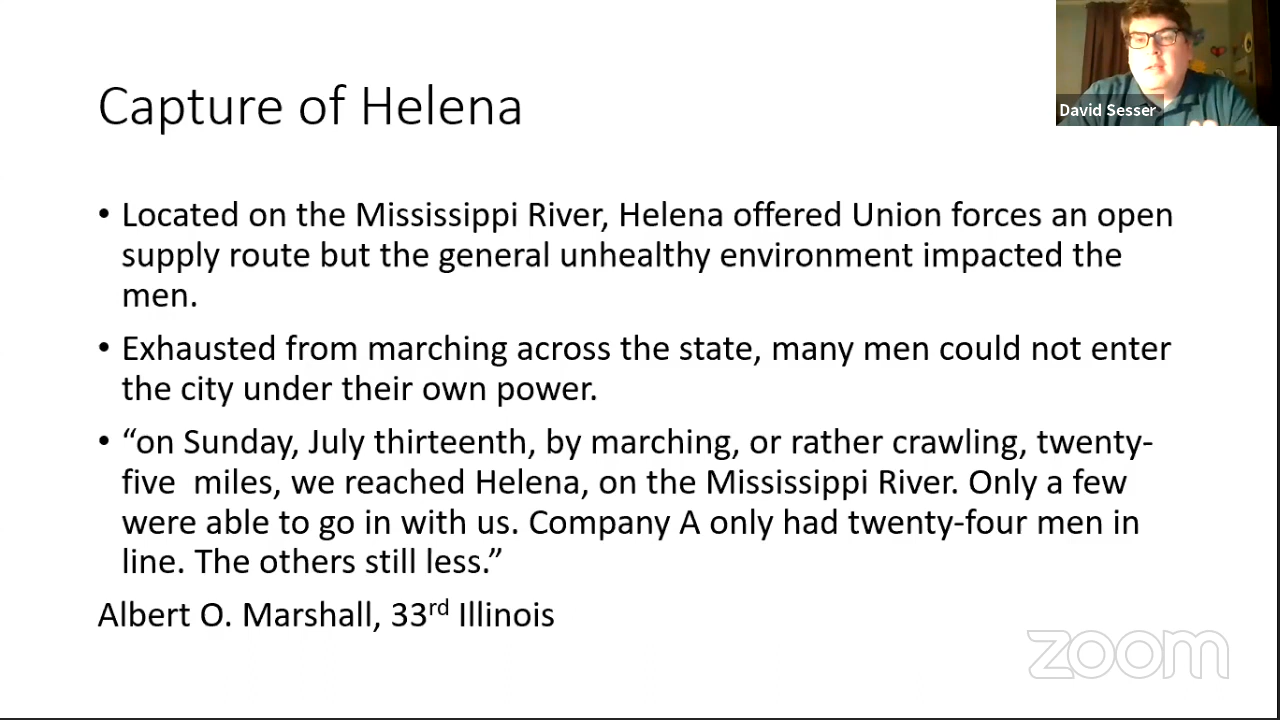 David Sesser
Capture of Helena
• Located on the Mississippi River, Helena offered Union forces an open
supply route but the general unhealthy environment impacted the
men.
• Exhausted from marching across the state, many men could not enter
the city under their own power.
• “on Sunday, July thirteenth, by marching, or rather crawling, twenty-
five  miles, we reached Helena, on the Mississippi River. Only a few
were able to go in with us. Company A only had twenty-four men in
line. The others still less.”
Albert O. Marshall, 33rd Illinois
zoom